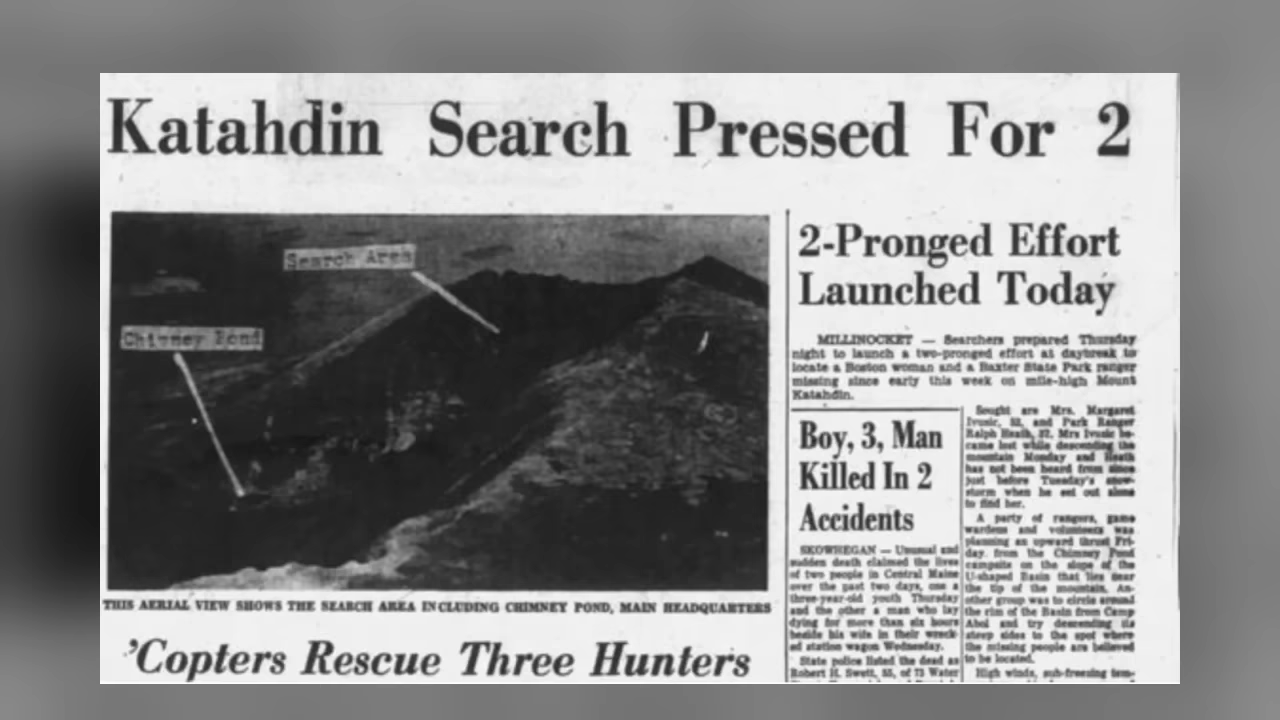 Katahdin Search Pressed For 2
Search Area
Chimney Pond
THIS AERIAL VIEW SHOWS THE SEARCH AREA INCLUDING CHIMNEY POND, MAIN HEADQUARTERS
'Copters Rescue Three Hunters
2-Pronged Effort
Launched Today
MILLINOCKET — Searchers prepared Thursday
night to launch a two-pronged effort at daybreak to
locate a Boston woman and a Baxter State Park ranger
missing since early this week on mile-high Mount
Katahdin.
Boy, 3, Man
Killed In 2
Accidents
SKOWHEGAN — Unusual and
sudden death claimed the lives
of two people in Central Maine
over the past two days, one a
three-year-old youth Thursday
and the other a man who lay
dying for more than six hours
beside his wife in their wreck-
ed station wagon Wednesday.
State police listed the dead as
Robert H. Swett, 55, of 73 Water
Sought are Mrs. Margaret
Ivusic, 52, and Park Ranger
Ralph Heath, 37. Mrs Ivusic be-
came lost while descending the
mountain Monday and Heath
has not been heard from since
just before Tuesday's snow-
storm when he set out alone
to find her.
A party of rangers, game
wardens and volunteers was
planning an upward thrust Fri-
day from the Chimney Pond
campsite on the slope of the
U-shaped Basin that lies near
the tip of the mountain. An-
other group was to circle around
the rim of the Basin from Camp
Abol and try descending its
steep sides to the spot where
the missing people are believed
to be located.
High winds, sub-freezing tem-